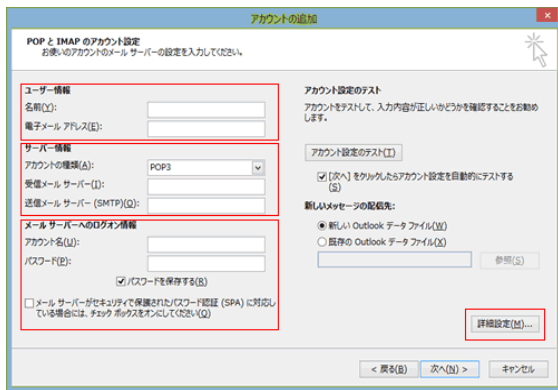 アカウントの追加
POP と IMAP のアカウント設定
お使いのアカウントのメール サーバーの設定を入力してください。
ユーザー情報
名前(Y):
電子メール アドレス(E):
サーバー情報
アカウントの種類(A):
POP3
受信メール サーバー(I):
送信メール サーバー (SMTP)(O):
メール サーバーへのログオン情報
アカウント名(U):
パスワード(P):
パスワードを保存する(R)
メール サーバーがセキュリティで保護されたパスワード認証 (SPA) に対応し
ている場合には、チェック ボックスをオンにしてください(Q)
アカウント設定のテスト
アカウントをテストして、入力内容が正しいかどうかを確認することをお勧め
します。
アカウント設定のテスト(T)
[次へ] をクリックしたらアカウント設定を自動的にテストする
(S)
新しいメッセージの配信先:
新しい Outlook データ ファイル(W)
既存の Outlook データ ファイル(X)
参照(S)
詳細設定(M)...
< 戻る(B)
次へ(N) >
キャンセル